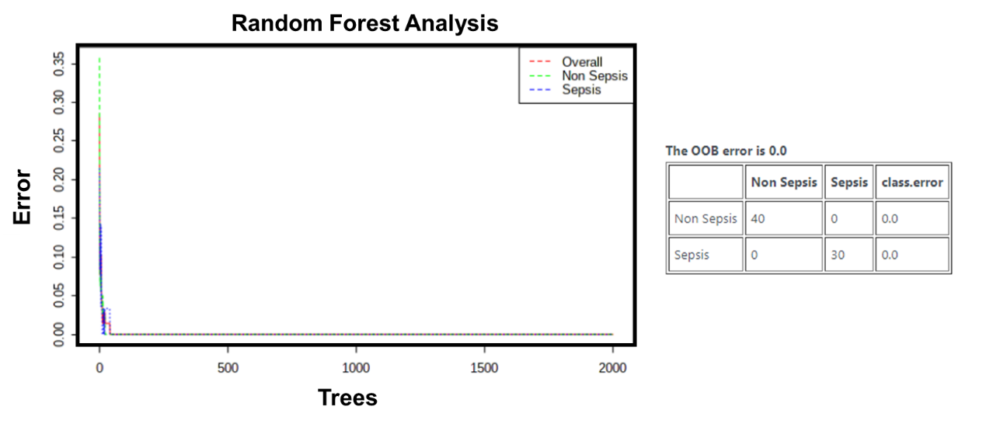 Random Forest Analysis
Overall
Non Sepsis
Sepsis
Error
0.35
0.30
0.25
0.20
0.15
0.10
0.05
0.00
0 500 1000 1500 2000
Trees
The OOB error is 0.0
Non Sepsis Sepsis class.error
Non Sepsis 40 0 0.0
Sepsis 0 30 0.0